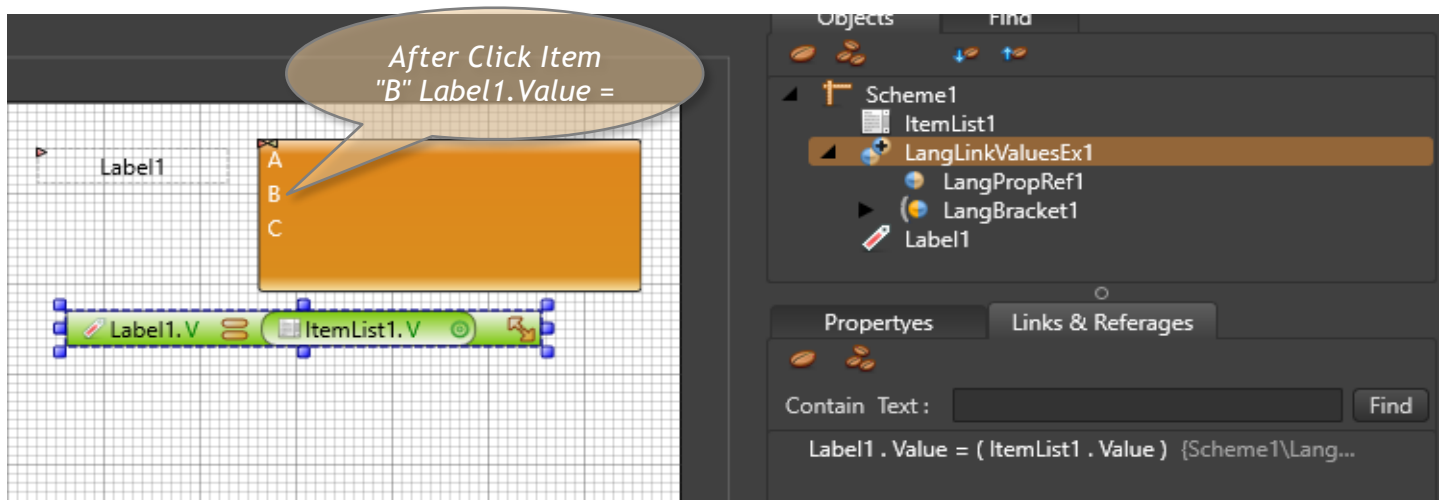 After Click Item
"B" Label1.Value =
Label1
A
B
C
Label1. V
ItemList1. V
Objects
Find
Scheme1
ItemList1
LangLinkValuesEx1
LangPropRef1
LangBracket1
Label1
Propertyes
Links & Referages
Contain Text :
Find
Label1 . Value = ( ItemList1 . Value ) {Scheme1\Lang...